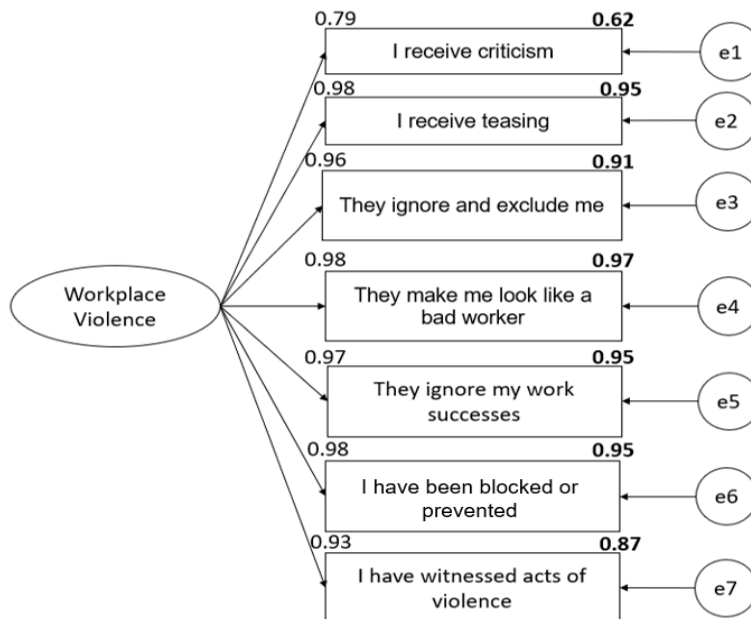 0.79 0.62
I receive criticism
e1
0.98 0.95
I receive teasing
e2
0.96 0.91
They ignore and exclude me
e3
Workplace
Violence
0.98 0.97
They make me look like a
bad worker
e4
0.97 0.95
They ignore my work
successes
e5
0.98 0.95
I have been blocked or
prevented
e6
0.93 0.87
I have witnessed acts of
violence
e7